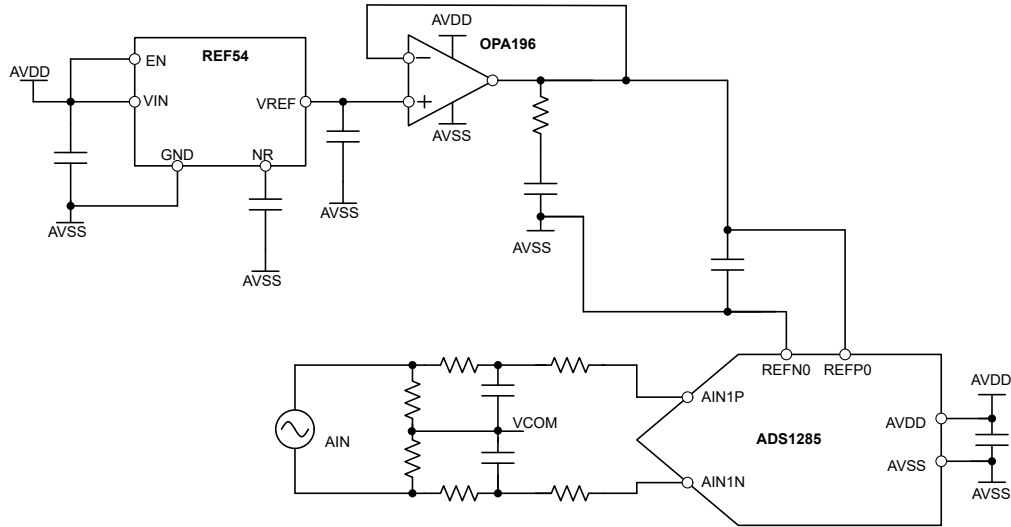 AVDD
OPA196
REF54
EN
AVDD
VIN
VREF
AVSS
GND
NR
AVSS
AVSS
AVSS
AVSS
REFN0
REFP0
AVDD
AIN1P
AVDD
VCOM
AIN
ADS1285
AVSS
AIN1N
AVSS